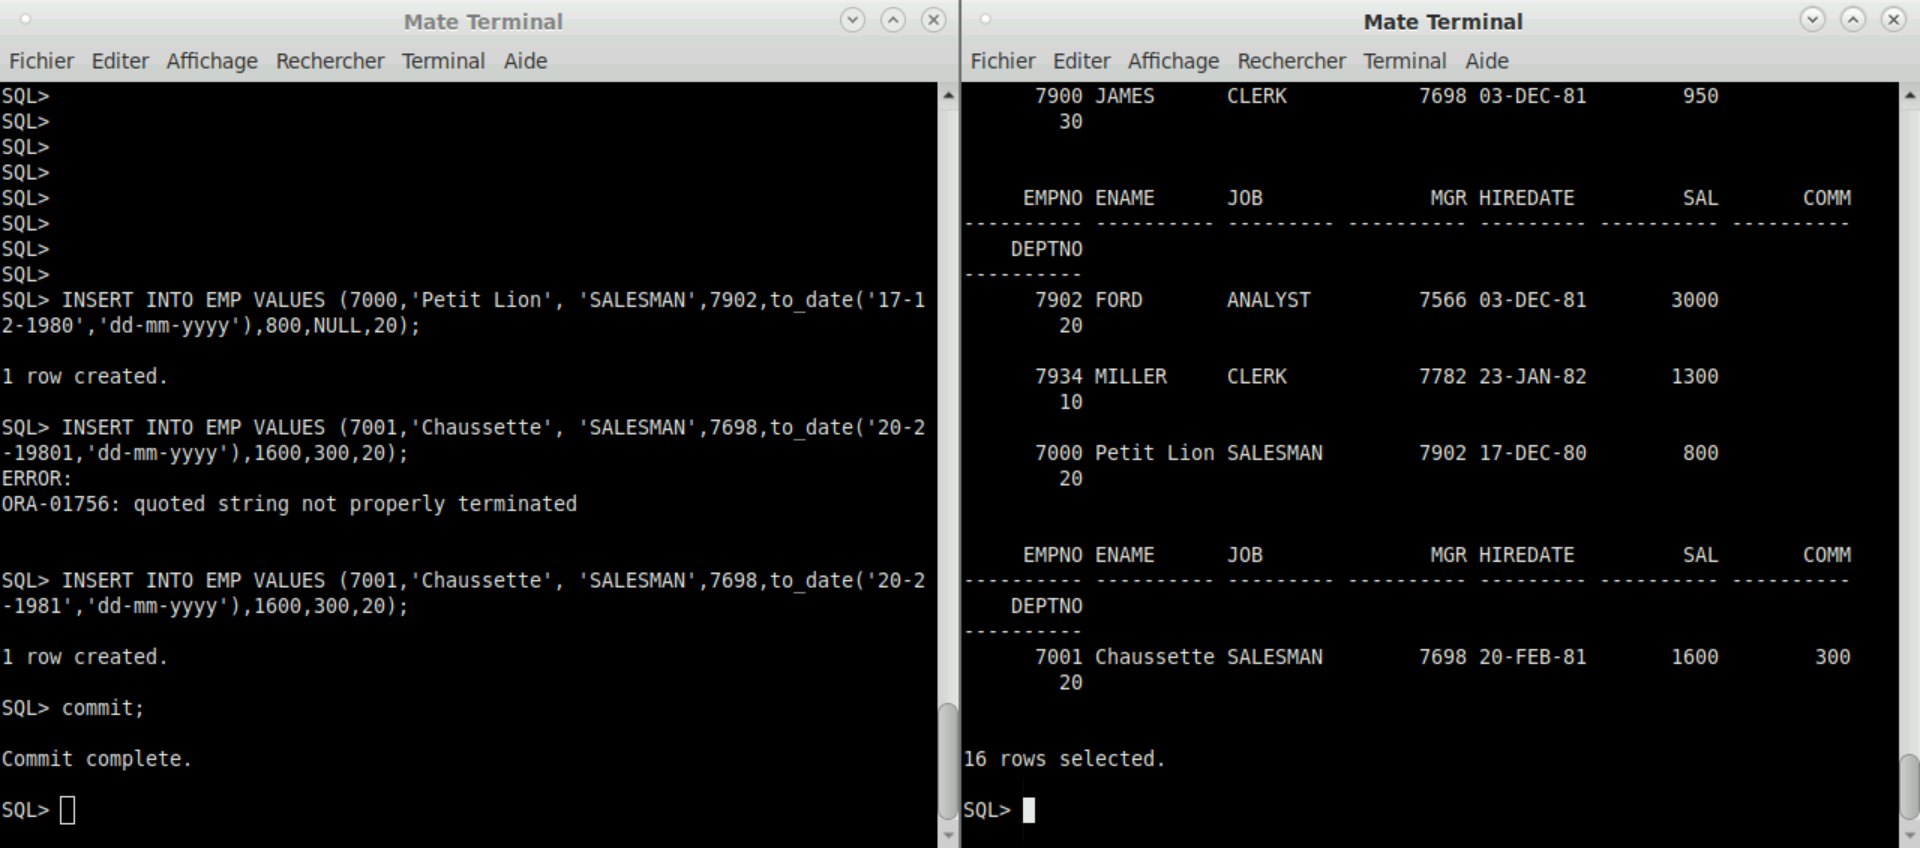 Mate Terminal
Fichier Editer Affichage Rechercher Terminal Aide
SQL>
SQL>
SQL>
SQL>
SQL>
SQL>
SQL>
SQL>
SQL> INSERT INTO EMP VALUES (7000,'Petit Lion', 'SALESMAN',7902,to_date('17-1
2-1980','dd-mm-yyyy'),800,NULL,20);
1 row created.
SQL> INSERT INTO EMP VALUES (7001,'Chaussette', 'SALESMAN',7698,to_date('20-2
-19801,'dd-mm-yyyy'),1600,300,20);
ERROR:
ORA-01756: quoted string not properly terminated
SQL> INSERT INTO EMP VALUES (7001,'Chaussette', 'SALESMAN',7698,to_date('20-2
-1981','dd-mm-yyyy'),1600,300,20);
1 row created.
SQL> commit;
Commit complete.
SQL>
Mate Terminal
Fichier Editer Affichage Rechercher Terminal Aide
7900 JAMES CLERK 7698 03-DEC-81 950
30
EMPNO ENAME JOB MGR HIREDATE SAL COMM
---------- ---------- --------- ---------- --------- ---------- ----------
DEPTNO
----------
7902 FORD ANALYST 7566 03-DEC-81 3000
20
7934 MILLER CLERK 7782 23-JAN-82 1300
10
7000 Petit Lion SALESMAN 7902 17-DEC-80 800
20
EMPNO ENAME JOB MGR HIREDATE SAL COMM
---------- ---------- --------- ---------- --------- ---------- ----------
DEPTNO
----------
7001 Chaussette SALESMAN 7698 20-FEB-81 1600 300
20
16 rows selected.
SQL>